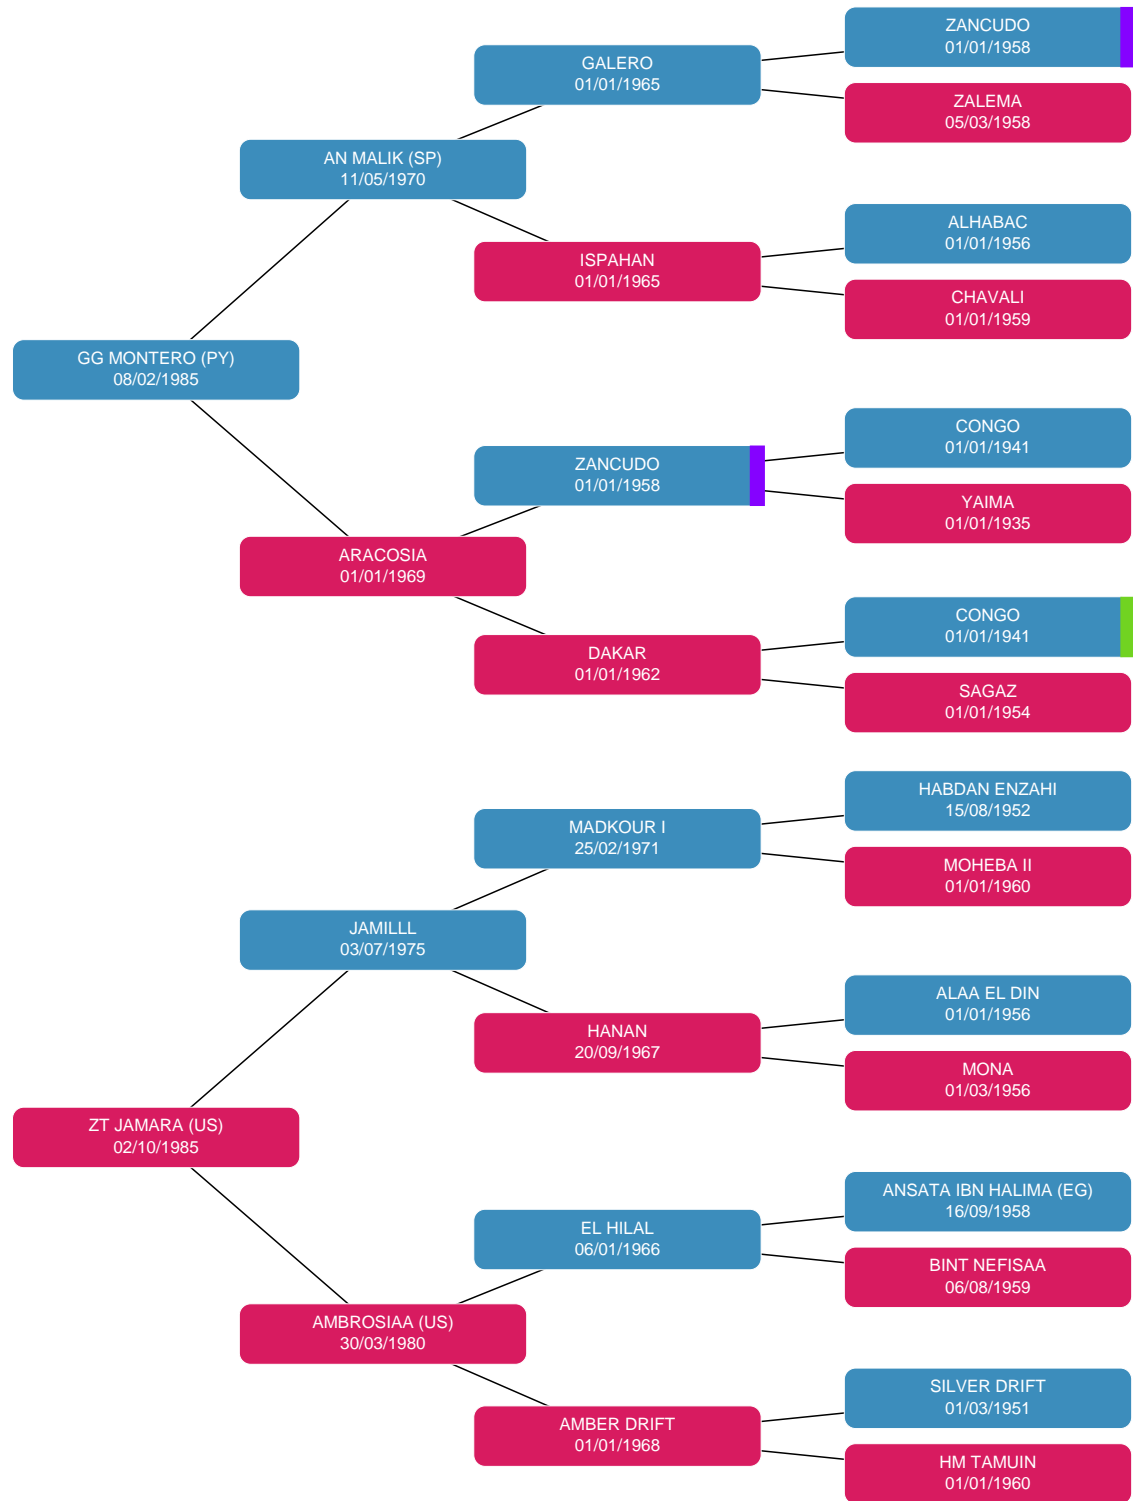 ZANCUDO
01/01/1958
GALERO
01/01/1965
ZALEMA
05/03/1958
AN MALIK (SP)
11/05/1970
ALHABAC
01/01/1956
ISPAHAN
01/01/1965
CHAVALI
01/01/1959
GG MONTERO (PY)
08/02/1985
CONGO
01/01/1941
ZANCUDO
01/01/1958
YAIMA
01/01/1935
ARACOSIA
01/01/1969
CONGO
01/01/1941
DAKAR
01/01/1962
SAGAZ
01/01/1954
HABDAN ENZAHI
15/08/1952
MADKOUR I
25/02/1971
MOHEBA II
01/01/1960
JAMILLL
03/07/1975
ALAA EL DIN
01/01/1956
HANAN
20/09/1967
MONA
01/03/1956
ZT JAMARA (US)
02/10/1985
ANSATA IBN HALIMA (EG)
16/09/1958
EL HILAL
06/01/1966
BINT NEFISAA
06/08/1959
AMBROSIAA (US)
30/03/1980
SILVER DRIFT
01/03/1951
AMBER DRIFT
01/01/1968
HM TAMUIN
01/01/1960